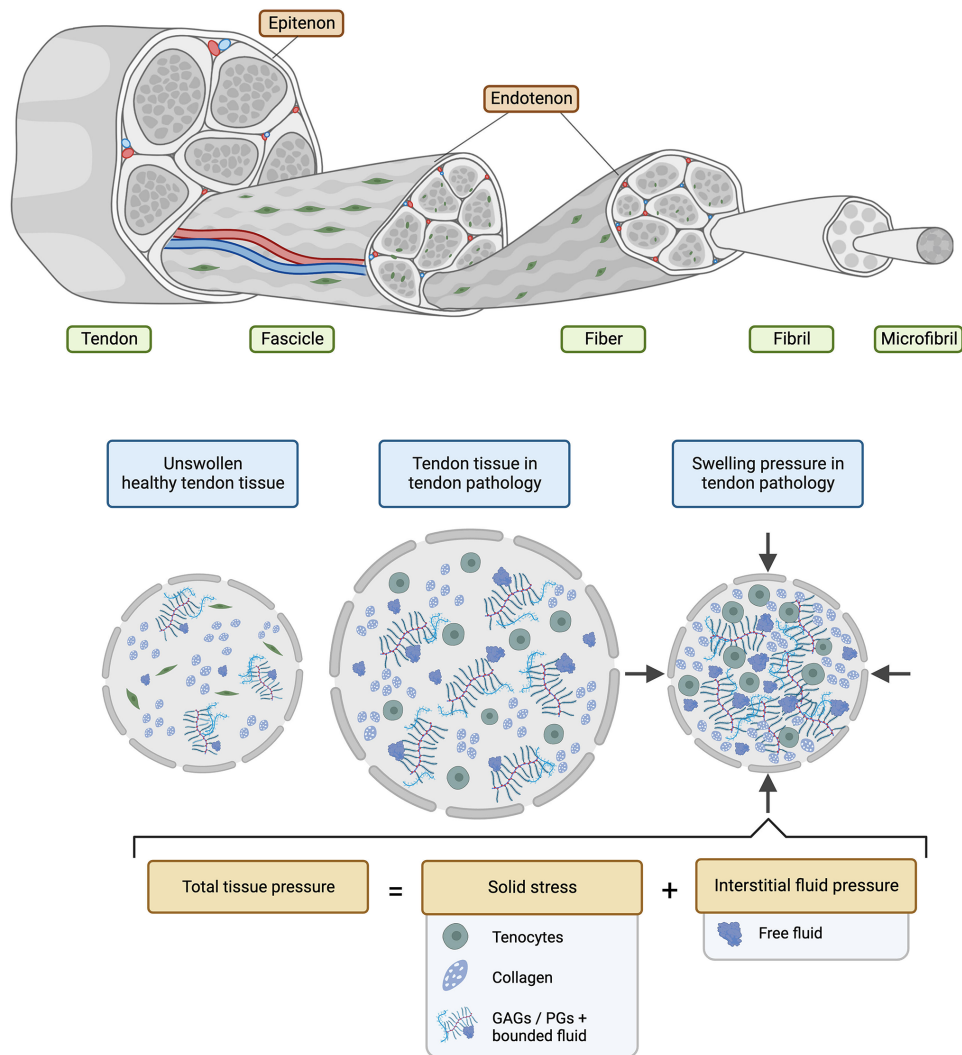 Epitenon
Endotenon
Tendon
Fascicle
Fiber
Fibril
Microfibril
Unswollen
healthy tendon tissue
Tendon tissue in
tendon pathology
Swelling pressure in
tendon pathology
Total tissue pressure
=
Solid stress
+
Interstitial fluid pressure
Tenocytes
Free fluid
Collagen
GAGs / PGs +
bounded fluid